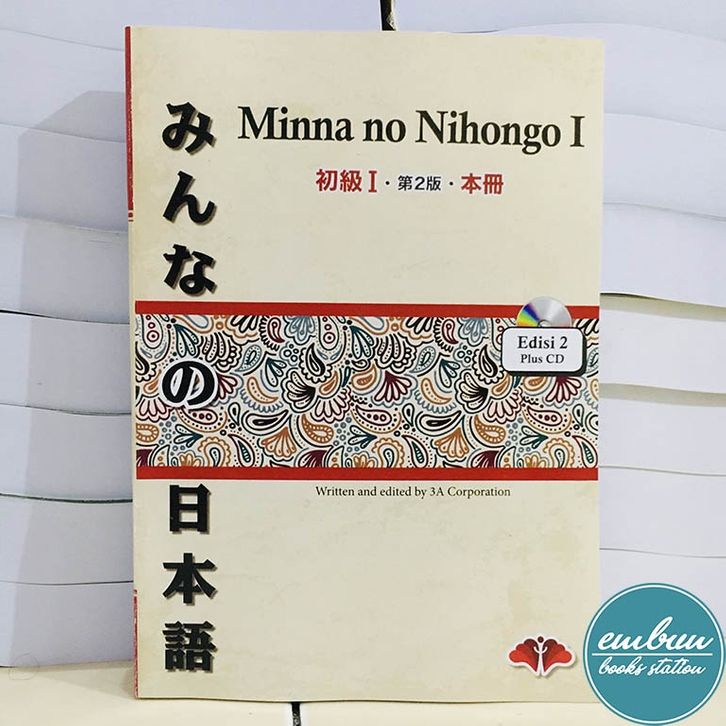 みんなの日本語
Minna no Nihongo I
初級 I・第2版・本冊
Edisi 2
Plus CD
Written and edited by 3A Corporation
embun
books station